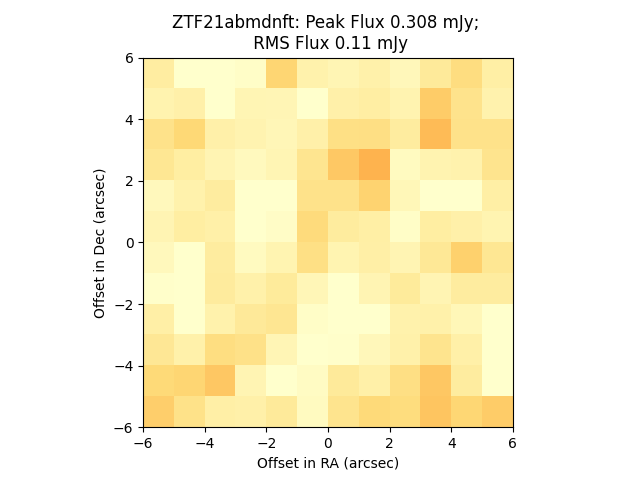 ZTF21abmdnft: Peak Flux 0.308 mJy;
RMS Flux 0.11 mJy
6
4
2
0
−2
−4
−6
Offset in Dec (arcsec)
−6 −4 −2 0 2 4 6
Offset in RA (arcsec)